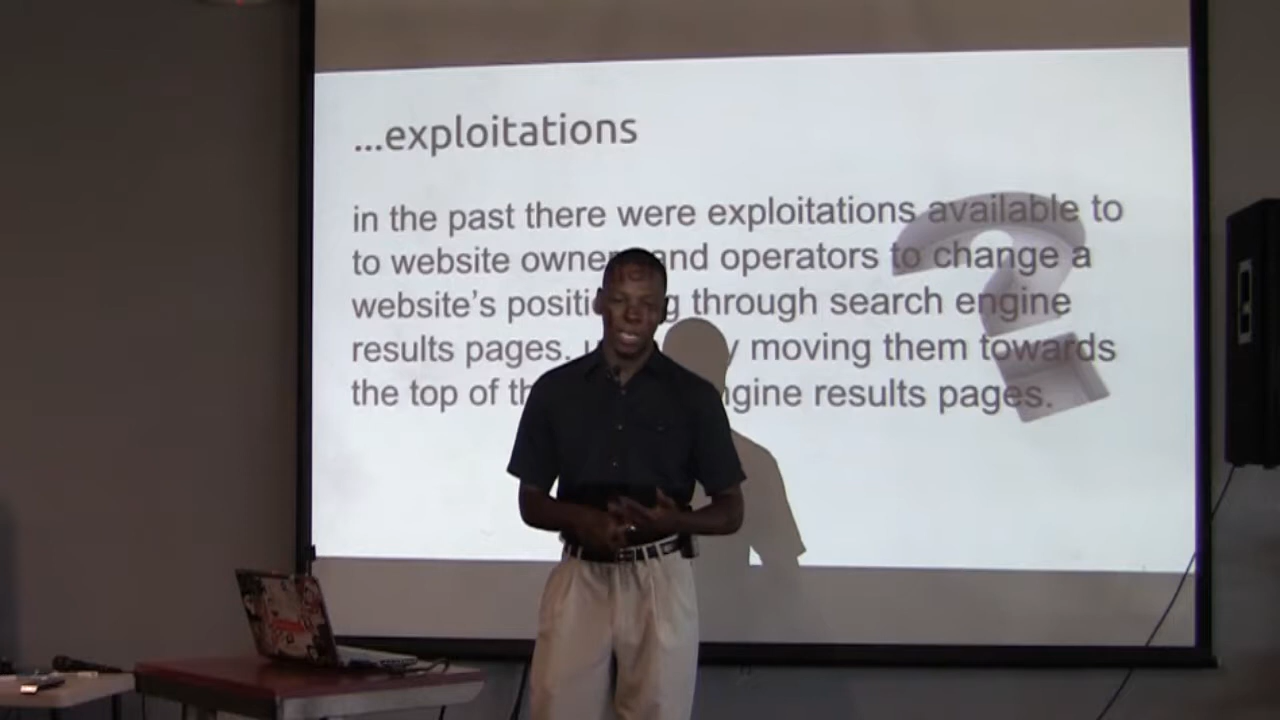 ...exploitations
in the past there were exploitations available to
to website and operators to change a
website's through search engine
results pages. moving them towards
the top of results pages.